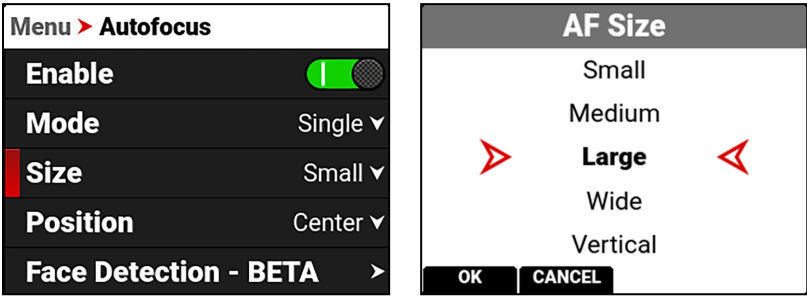 Menu > Autofocus
Enable
Mode Single
Size Small
Position Center
Face Detection - BETA
AF Size
Small
Medium
Large
Wide
Vertical
OK CANCEL